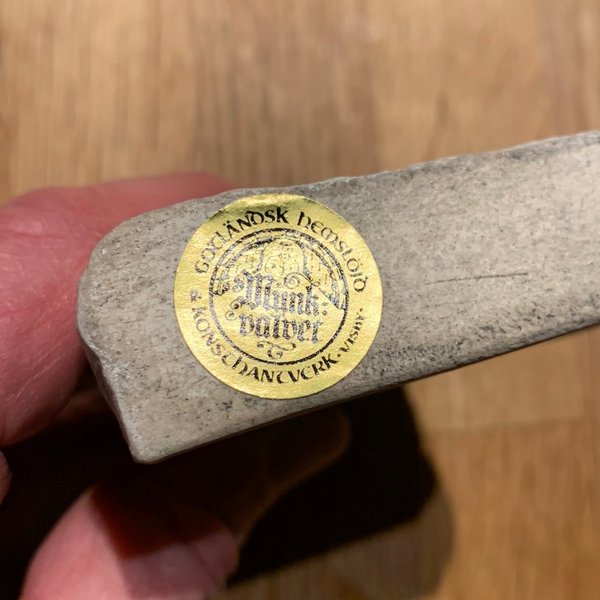 GOTLÄNDSK HEMSLÖJD
Munk:
valvet
& KONSTHANTVERK · VISBY ·